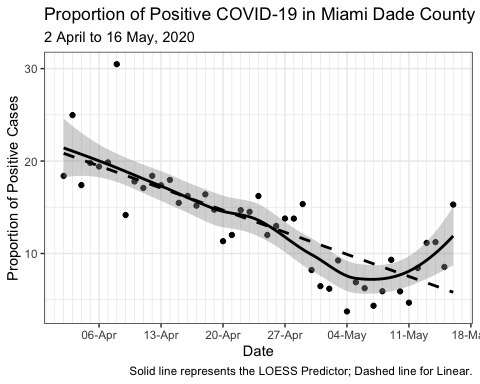 Proportion of Positive COVID-19 in Miami Dade County
2 April to 16 May, 2020
Proportion of Positive Cases
30
20
10
06-Apr 13-Apr 20-Apr 27-Apr 04-May 11-May 18-Ma
Date
Solid line represents the LOESS Predictor; Dashed line for Linear.